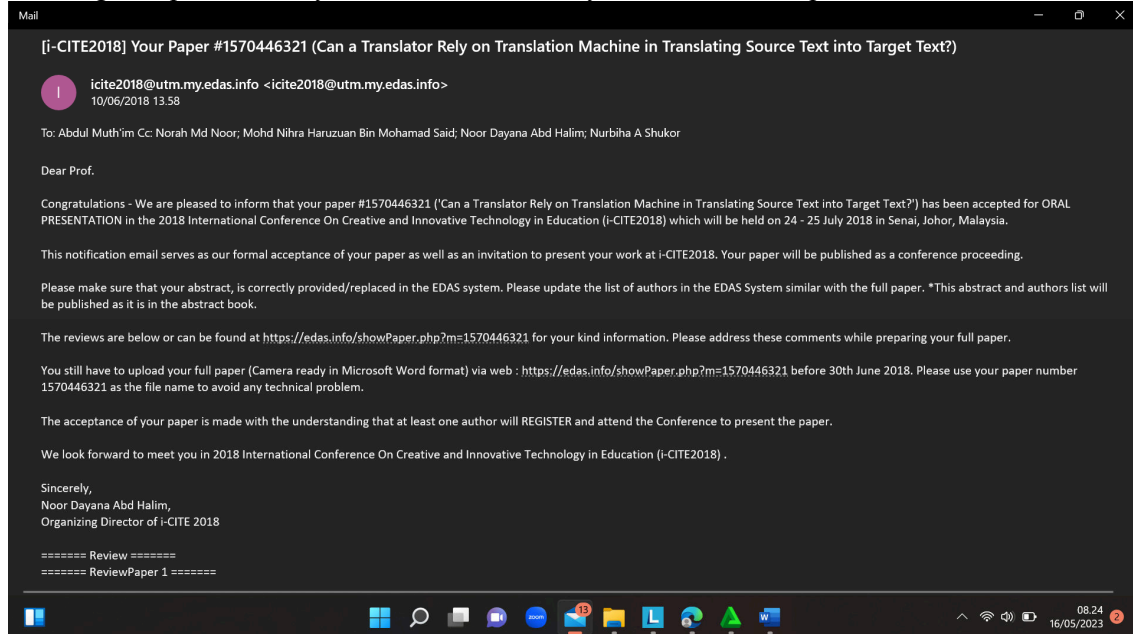 Mail
[i-CITE2018] Your Paper #1570446321 (Can a Translator Rely on Translation Machine in Translating Source Text into Target Text?)
I
icite2018@utm.my.edas.info <icite2018@utm.my.edas.info>
10/06/2018 13.58
To: Abdul Muth'im Cc: Norah Md Noor; Mohd Nihra Haruzuan Bin Mohamad Said; Noor Dayana Abd Halim; Nurbiha A Shukor
Dear Prof.
Congratulations - We are pleased to inform that your paper #1570446321 ('Can a Translator Rely on Translation Machine in Translating Source Text into Target Text?') has been accepted for ORAL
PRESENTATION in the 2018 International Conference On Creative and Innovative Technology in Education (i-CITE2018) which will be held on 24 - 25 July 2018 in Senai, Johor, Malaysia.
This notification email serves as our formal acceptance of your paper as well as an invitation to present your work at i-CITE2018. Your paper will be published as a conference proceeding.
Please make sure that your abstract, is correctly provided/replaced in the EDAS system. Please update the list of authors in the EDAS System similar with the full paper. *This abstract and authors list will
be published as it is in the abstract book.
The reviews are below or can be found at https://edas.info/showPaper.php?m=1570446321 for your kind information. Please address these comments while preparing your full paper.
You still have to upload your full paper (Camera ready in Microsoft Word format) via web : https://edas.info/showPaper.php?m=1570446321 before 30th June 2018. Please use your paper number
1570446321 as the file name to avoid any technical problem.
The acceptance of your paper is made with the understanding that at least one author will REGISTER and attend the Conference to present the paper.
We look forward to meet you in 2018 International Conference On Creative and Innovative Technology in Education (i-CITE2018) .
Sincerely,
Noor Dayana Abd Halim,
Organizing Director of i-CITE 2018
======= Review =======
======= ReviewPaper 1 =======
zoom
13
L
W
08.24
16/05/2023
2